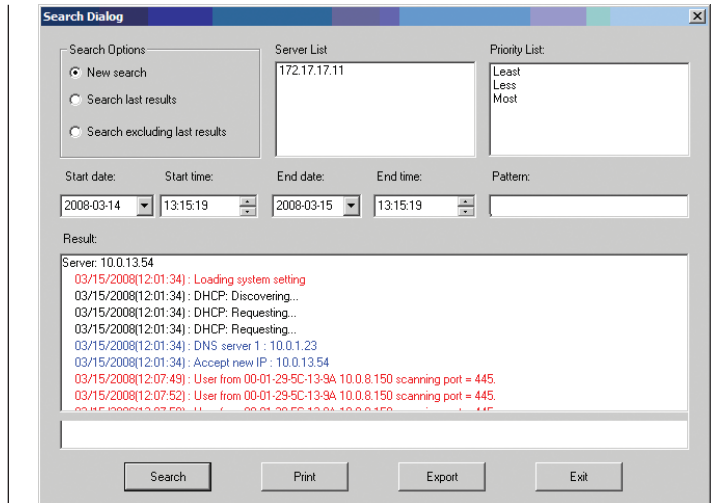 Search Dialog
Search Options
New search
Search last results
Search excluding last results
Server List
172.17.17.11
Priority List:
Least
Less
Most
Start date:
Start time:
End date:
End time:
Pattern:
2008-03-14
13:15:19
2008-03-15
13:15:19
Result:
Server: 10.0.13.54
03/15/2008(12:01:34) : Loading system setting
03/15/2008(12:01:34) : DHCP: Discovering...
03/15/2008(12:01:34) : DHCP: Requesting...
03/15/2008(12:01:34) : DHCP: Requesting...
03/15/2008(12:01:34) : DNS server 1 : 10.0.1.23
03/15/2008(12:01:34) : Accept new IP : 10.0.13.54
03/15/2008(12:07:49) : User from 00-01-29-5C-13-9A 10.0.8.150 scanning port = 445.
03/15/2008(12:07:52) : User from 00-01-29-5C-13-9A 10.0.8.150 scanning port = 445.
Search
Print
Export
Exit